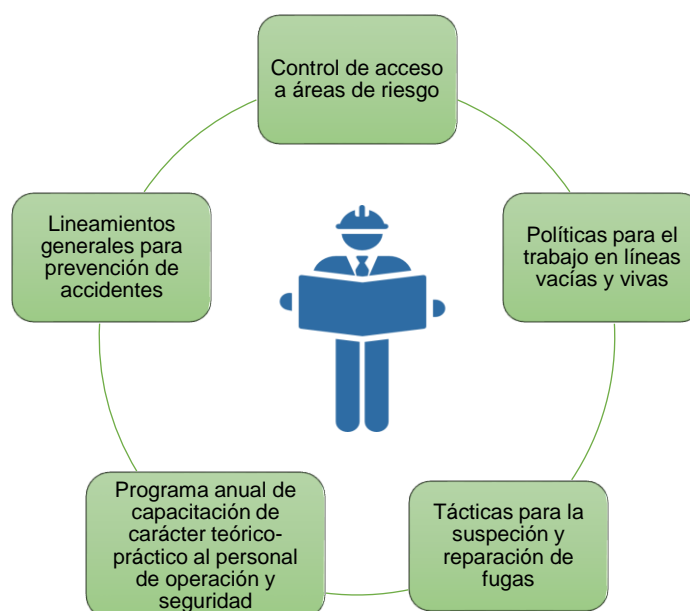 Control de acceso
a áreas de riesgo
Políticas para el
trabajo en líneas
vacías y vivas
Tácticas para la
suspeción y
reparación de
fugas
Programa anual de
capacitación de
carácter teórico-
práctico al personal
de operación y
seguridad
Lineamientos
generales para
prevención de
accidentes